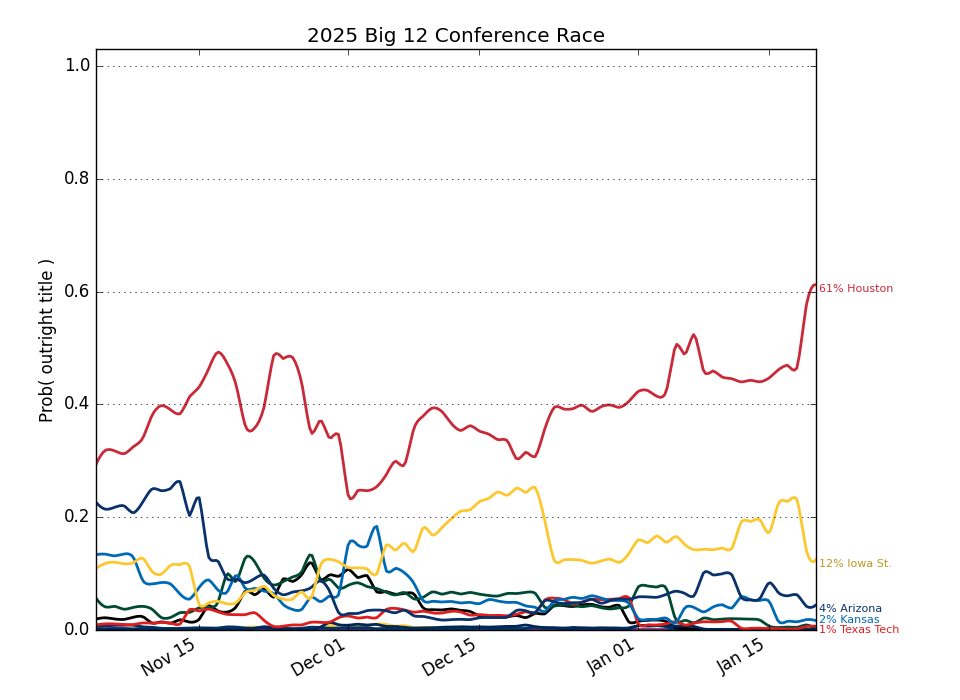 2025 Big 12 Conference Race
Prob( outright title )
1.0
0.8
0.6
0.4
0.2
0.0
61% Houston
12% Iowa St.
4% Arizona
2% Kansas
1% Texas Tech
Nov 15
Dec 01
Dec 15
Jan 01
Jan 15